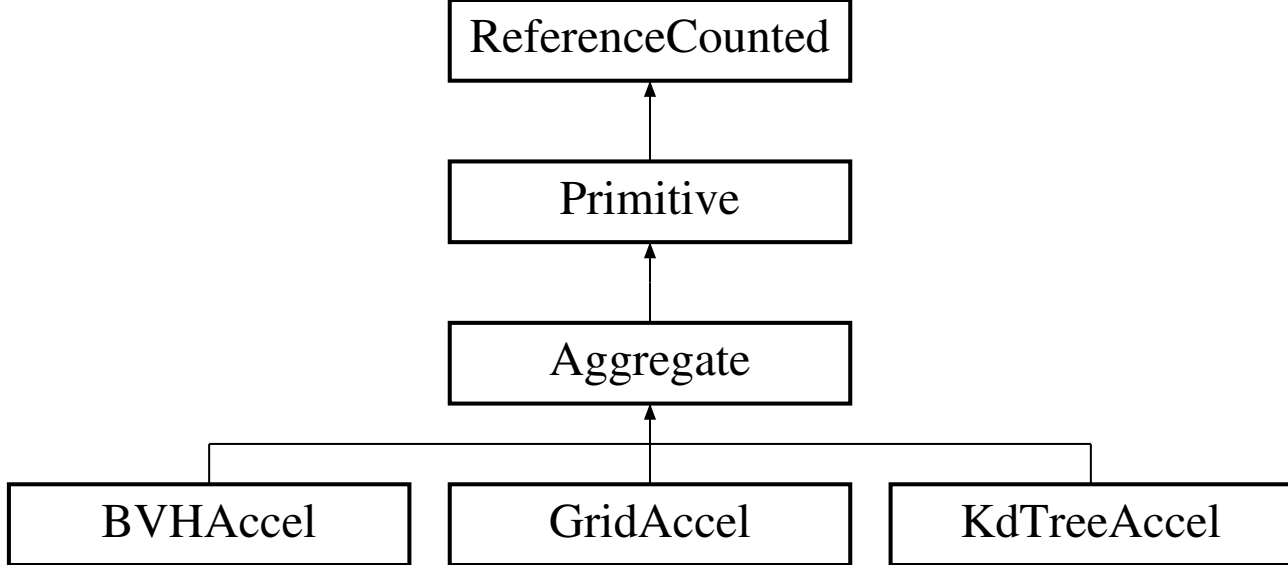 ReferenceCounted
Primitive
Aggregate
BVHAccel
GridAccel
KdTreeAccel